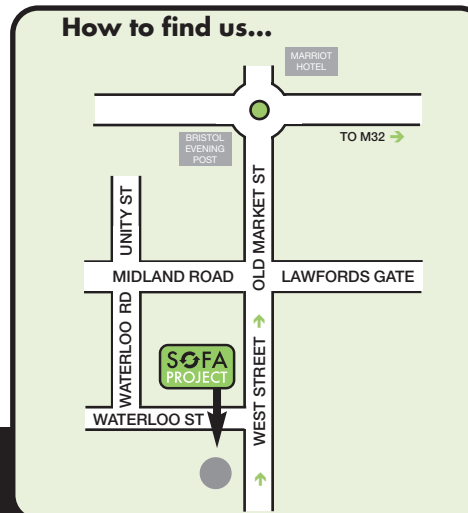 How to find us...
MARRIOT
HOTEL
BRISTOL
EVENING
POST
TO M32
UNITY ST
OLD MARKET ST
MIDLAND ROAD
LAWFORDS GATE
WATERLOO RD
SOFA
PROJECT
WEST STREET
WATERLOO ST